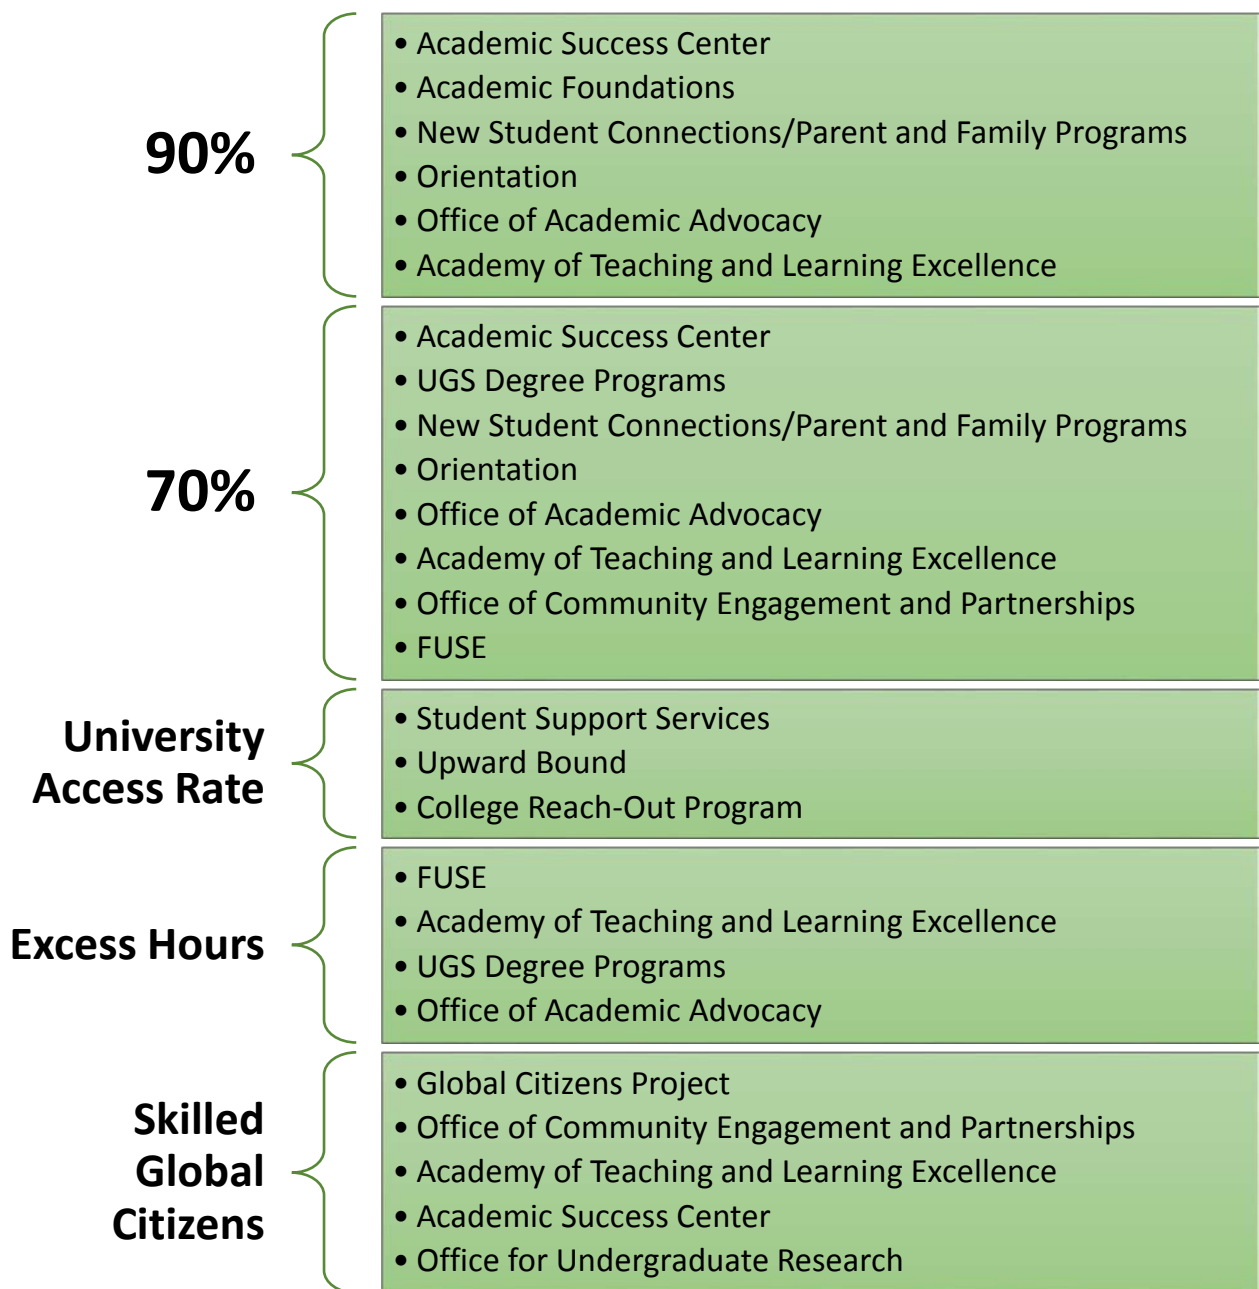 90%
• Academic Success Center
• Academic Foundations
• New Student Connections/Parent and Family Programs
• Orientation
• Office of Academic Advocacy
• Academy of Teaching and Learning Excellence
70%
• Academic Success Center
• UGS Degree Programs
• New Student Connections/Parent and Family Programs
• Orientation
• Office of Academic Advocacy
• Academy of Teaching and Learning Excellence
• Office of Community Engagement and Partnerships
• FUSE
University
Access Rate
• Student Support Services
• Upward Bound
• College Reach-Out Program
Excess Hours
• FUSE
• Academy of Teaching and Learning Excellence
• UGS Degree Programs
• Office of Academic Advocacy
Skilled
Global
Citizens
• Global Citizens Project
• Office of Community Engagement and Partnerships
• Academy of Teaching and Learning Excellence
• Academic Success Center
• Office for Undergraduate Research